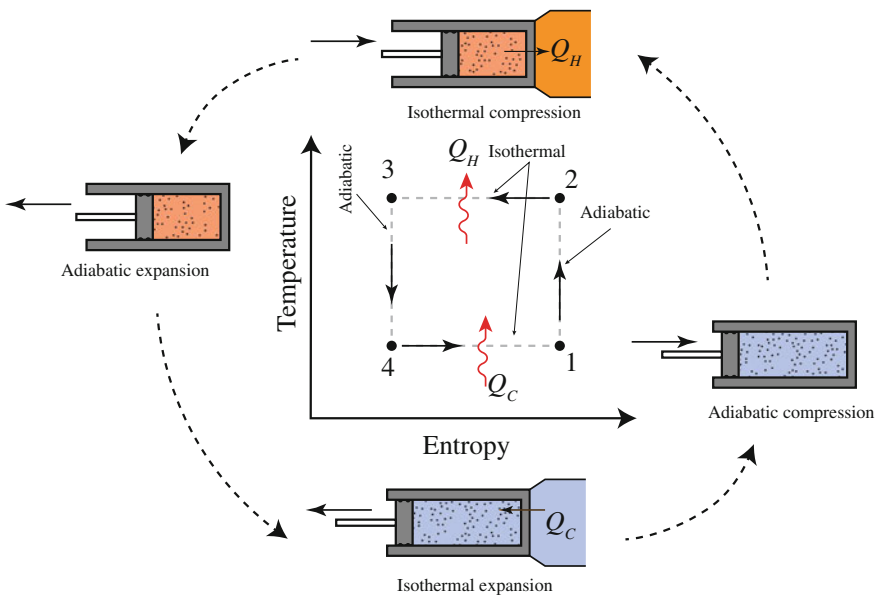 Q_H
Isothermal compression
Q_H
Isothermal
3
2
Adiabatic
Adiabatic
Temperature
Adiabatic expansion
4
1
Q_C
Adiabatic compression
Entropy
Q_C
Isothermal expansion